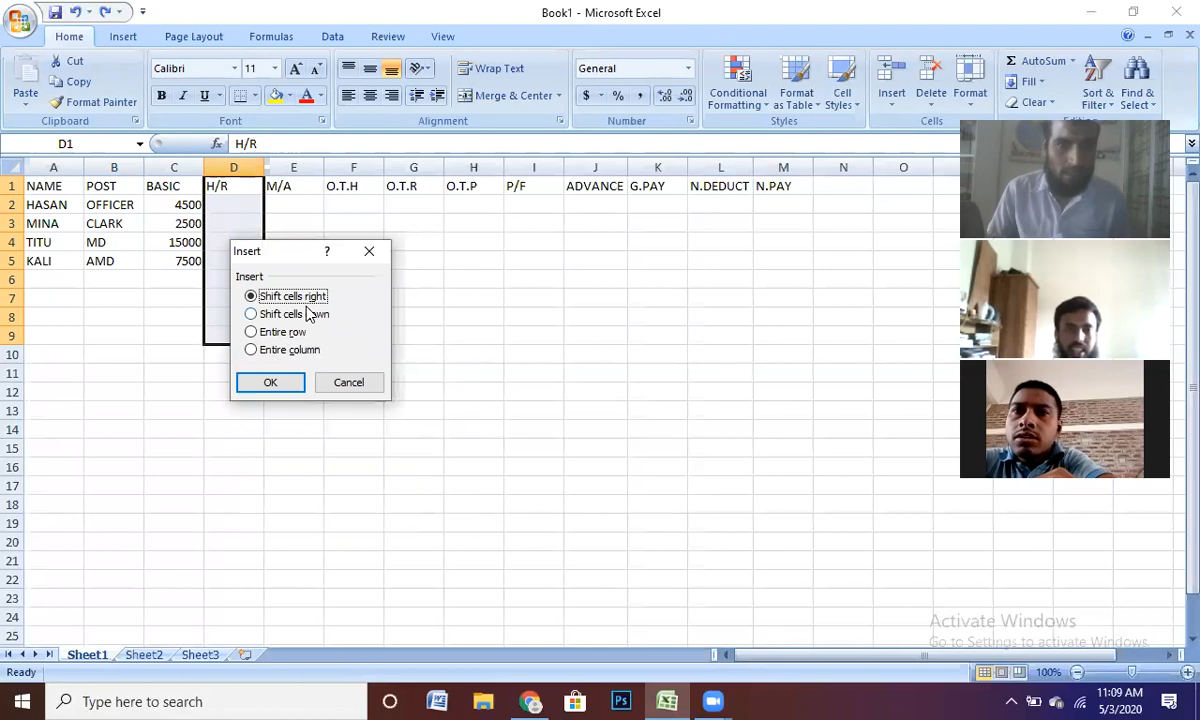 Book1 - Microsoft Excel
Home Insert Page Layout Formulas Data Review View
Paste
Cut
Copy
Format Painter
Clipboard
Calibri 11
B I U
Font
Wrap Text
Merge & Center
Alignment
General
$ % , .0 .00 .00 .0
Number
Conditional Formatting
Format as Table
Cell Styles
Styles
Insert Delete Format
Cells
Σ AutoSum
Fill
Clear
Sort & Filter
Find & Select
D1 fx H/R
A B C D E F G H I J K L M N O
1 NAME POST BASIC H/R M/A O.T.H O.T.R O.T.P P/F ADVANCE G.PAY N.DEDUCT N.PAY
2 HASAN OFFICER 4500
3 MINA CLARK 2500
4 TITU MD 15000
5 KALI AMD 7500
6
7
8
9
10
11
12
13
14
15
16
17
18
19
20
21
22
23
24
25
Insert ?
Insert
Shift cells right
Shift cells
Entire row
Entire column
OK Cancel
Activate Windows
Go to Settings to activate Windows.
Sheet1 Sheet2 Sheet3
Ready 100%
Type here to search
11:09 AM
5/3/2020